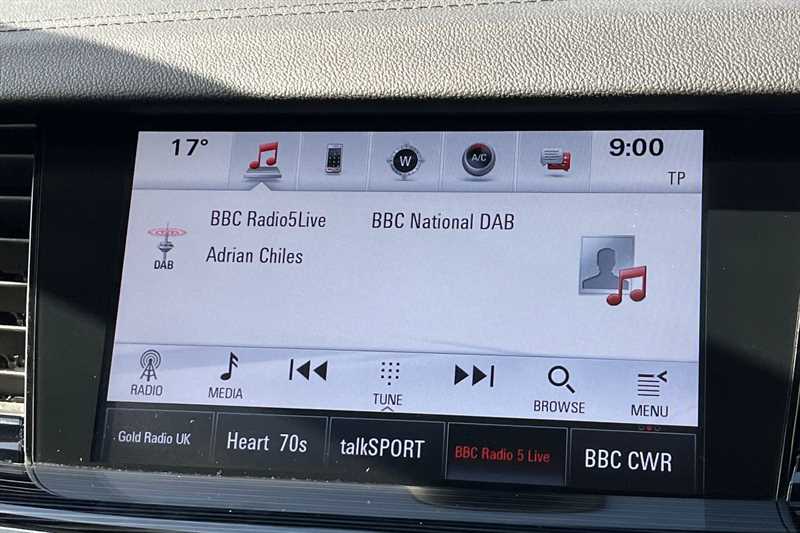 17° W A/C 9:00
TP
BBC Radio5Live BBC National DAB
DAB
Adrian Chiles
RADIO MEDIA TUNE BROWSE MENU
Gold Radio UK Heart 70s talkSPORT BBC Radio 5 Live BBC CWR